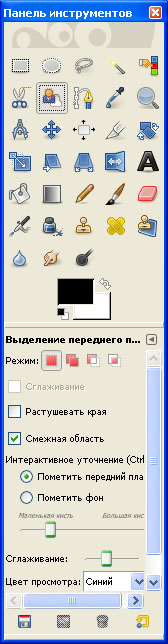 Панель инструментов
A
Выделение переднего п...
Режим:
Сглаживание
Растушевать края
Смежная область
Интерактивное уточнение (Ctrl
Пометить передний пла
Пометить фон
Маленькая кисть Большая кис
Сглаживание:
Цвет просмотра: Синий